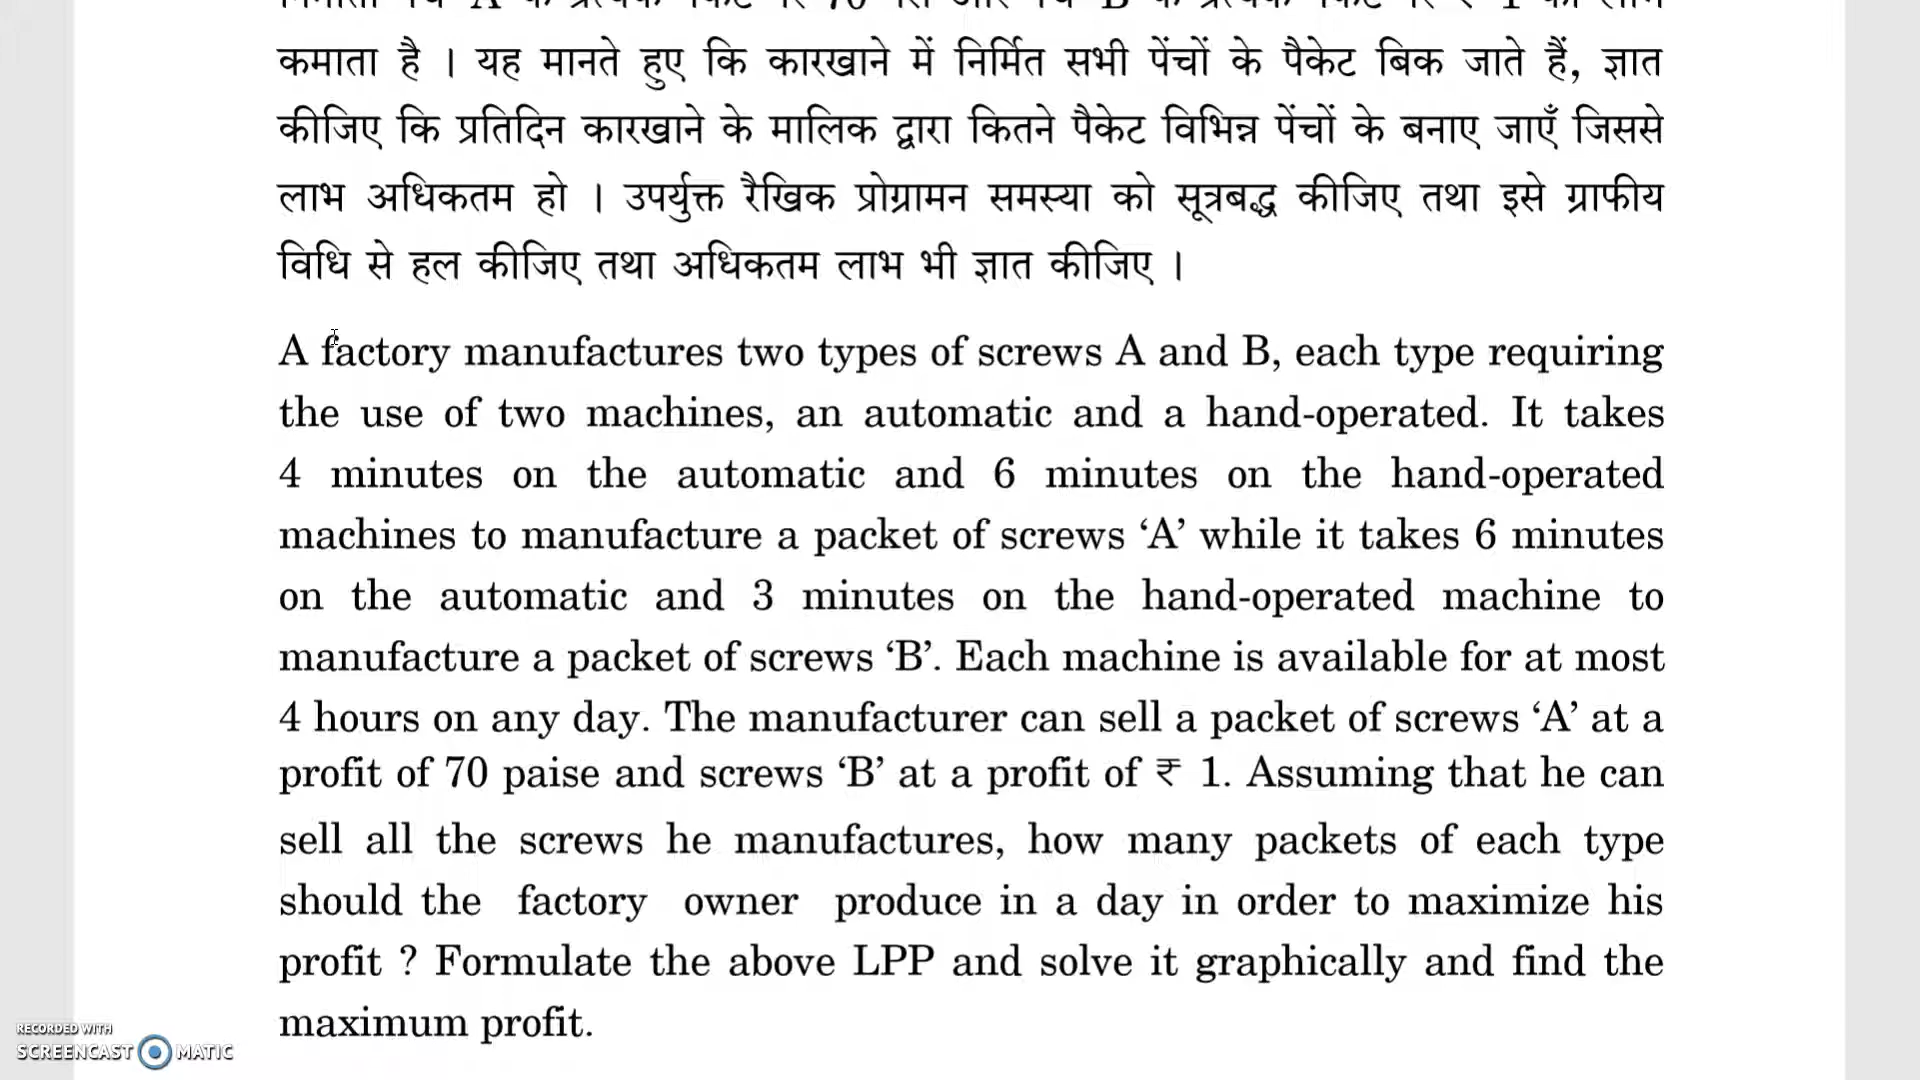 कमाता है । यह मानते हुए कि कारखाने में निर्मित सभी पेंचों के पैकेट बिक जाते हैं, ज्ञात
कीजिए कि प्रतिदिन कारखाने के मालिक द्वारा कितने पैकेट विभिन्न पेंचों के बनाए जाएँ जिससे
लाभ अधिकतम हो । उपर्युक्त रैखिक प्रोग्रामन समस्या को सूत्रबद्ध कीजिए तथा इसे ग्राफीय
विधि से हल कीजिए तथा अधिकतम लाभ भी ज्ञात कीजिए ।
A factory manufactures two types of screws A and B, each type requiring
the use of two machines, an automatic and a hand-operated. It takes
4 minutes on the automatic and 6 minutes on the hand-operated
machines to manufacture a packet of screws ‘A’ while it takes 6 minutes
on the automatic and 3 minutes on the hand-operated machine to
manufacture a packet of screws ‘B’. Each machine is available for at most
4 hours on any day. The manufacturer can sell a packet of screws ‘A’ at a
profit of 70 paise and screws ‘B’ at a profit of ₹ 1. Assuming that he can
sell all the screws he manufactures, how many packets of each type
should the factory owner produce in a day in order to maximize his
profit ? Formulate the above LPP and solve it graphically and find the
maximum profit.
RECORDED WITH
SCREENCAST MATIC